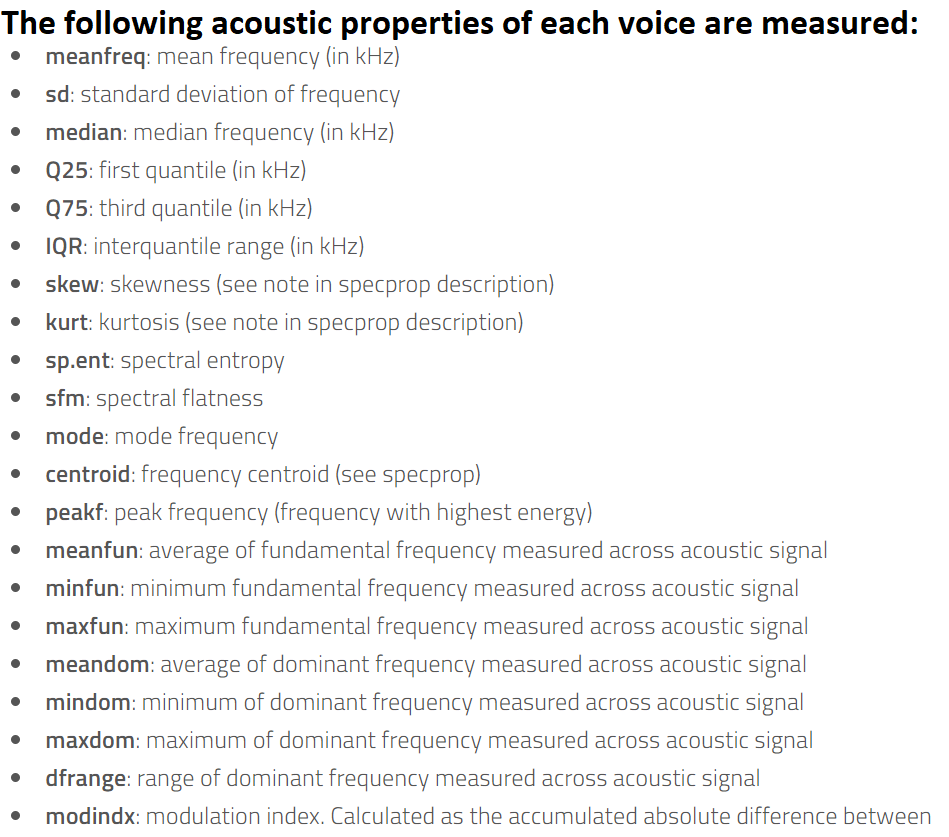 The following acoustic properties of each voice are measured:
• meanfreq: mean frequency (in kHz)
• sd: standard deviation of frequency
• median: median frequency (in kHz)
• Q25: first quantile (in kHz)
• Q75: third quantile (in kHz)
• IQR: interquantile range (in kHz)
• skew: skewness (see note in specprop description)
• kurt: kurtosis (see note in specprop description)
• sp.ent: spectral entropy
• sfm: spectral flatness
• mode: mode frequency
• centroid: frequency centroid (see specprop)
• peakf: peak frequency (frequency with highest energy)
• meanfun: average of fundamental frequency measured across acoustic signal
• minfun: minimum fundamental frequency measured across acoustic signal
• maxfun: maximum fundamental frequency measured across acoustic signal
• meandom: average of dominant frequency measured across acoustic signal
• mindom: minimum of dominant frequency measured across acoustic signal
• maxdom: maximum of dominant frequency measured across acoustic signal
• dfrange: range of dominant frequency measured across acoustic signal
• modindx: modulation index. Calculated as the accumulated absolute difference between